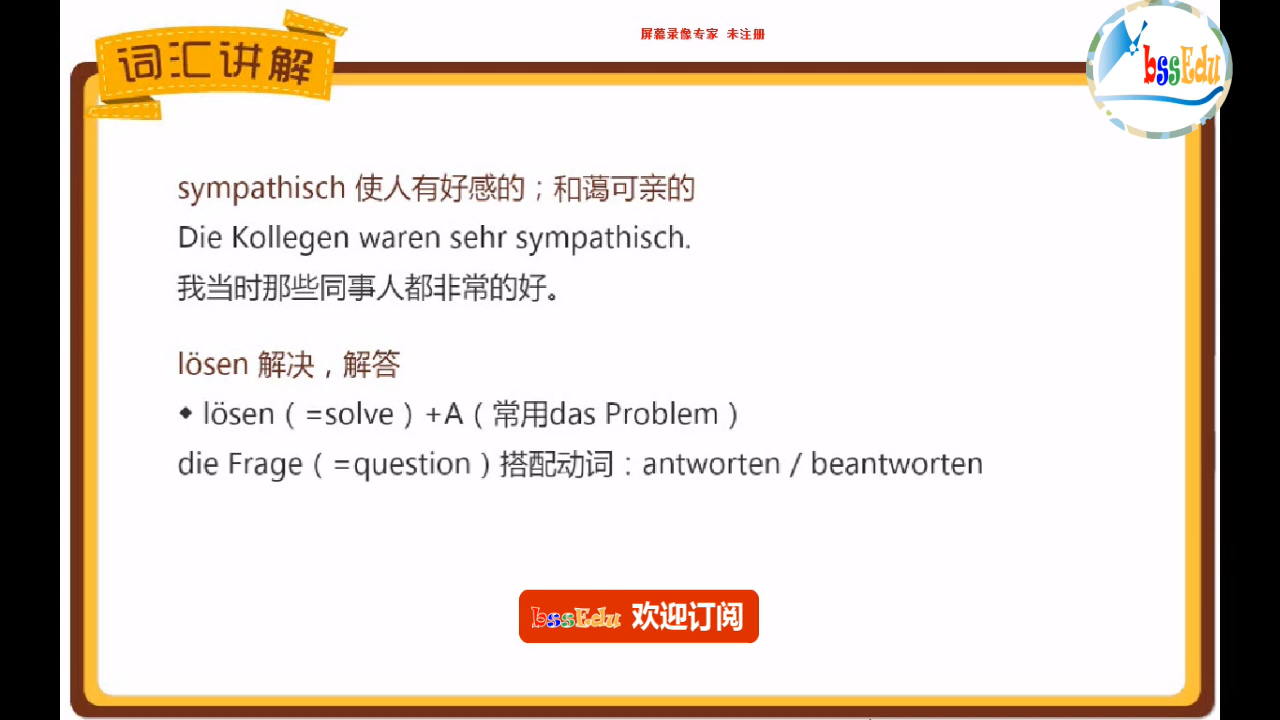 屏幕录像专家 未注册
词汇讲解
bssEdu
sympathisch 使人有好感的；和蔼可亲的
Die Kollegen waren sehr sympathisch.
我当时那些同事人都非常的好。
lösen 解决，解答
◆ lösen（=solve）+A（常用das Problem）
die Frage（=question）搭配动词：antworten / beantworten
bssEdu 欢迎订阅